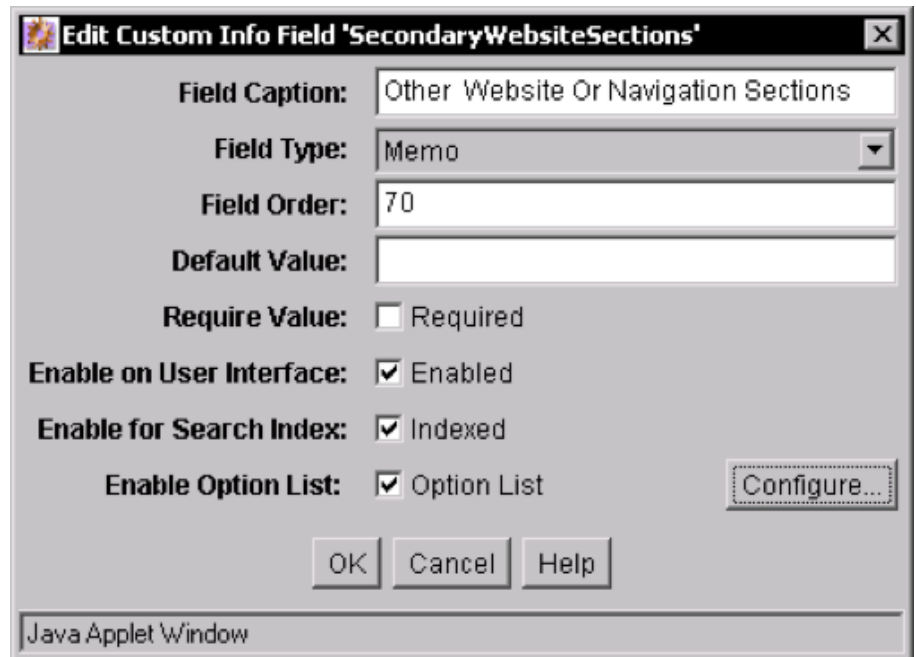 Edit Custom Info Field 'SecondaryWebsiteSections'
Field Caption: Other Website Or Navigation Sections
Field Type: Memo
Field Order: 70
Default Value:
Require Value: Required
Enable on User Interface: Enabled
Enable for Search Index: Indexed
Enable Option List: Option List Configure...
OK Cancel Help
Java Applet Window